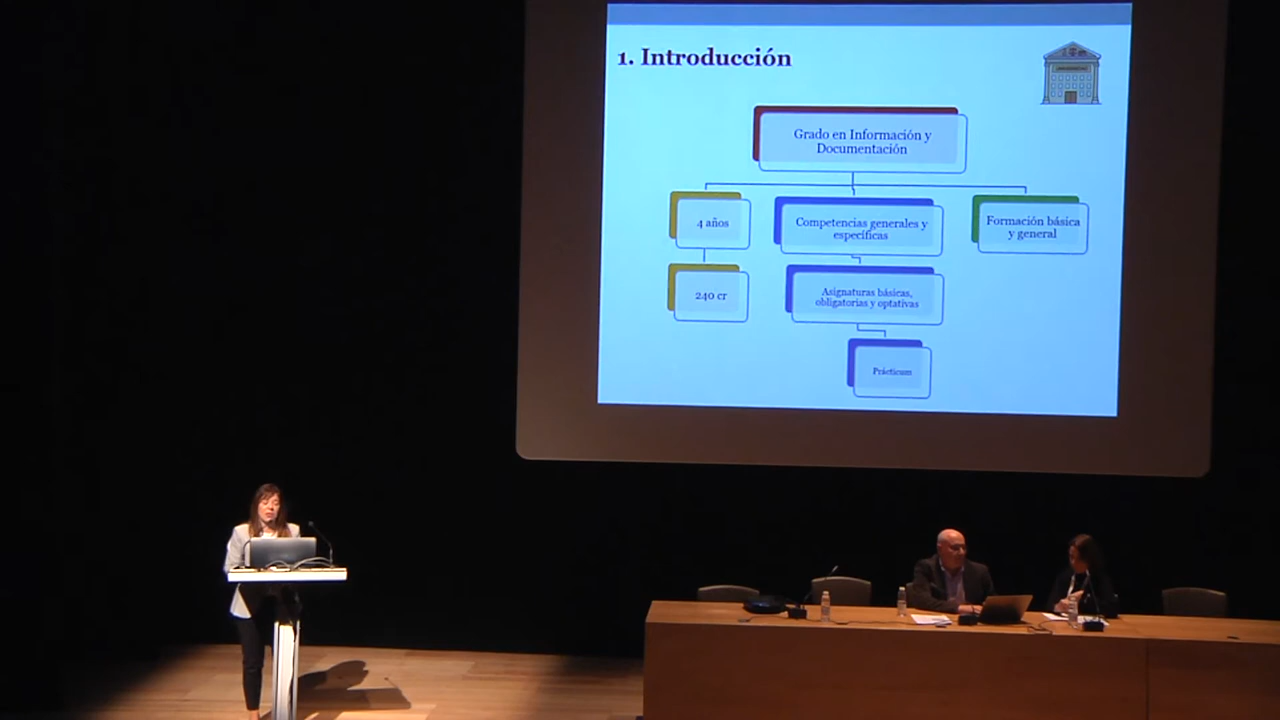 1. Introducción
Grado en Información y
Documentación
4 años
Competencias generales y
específicas
Formación básica
y general
240 cr
Asignaturas básicas,
obligatorias y optativas
Prácticum